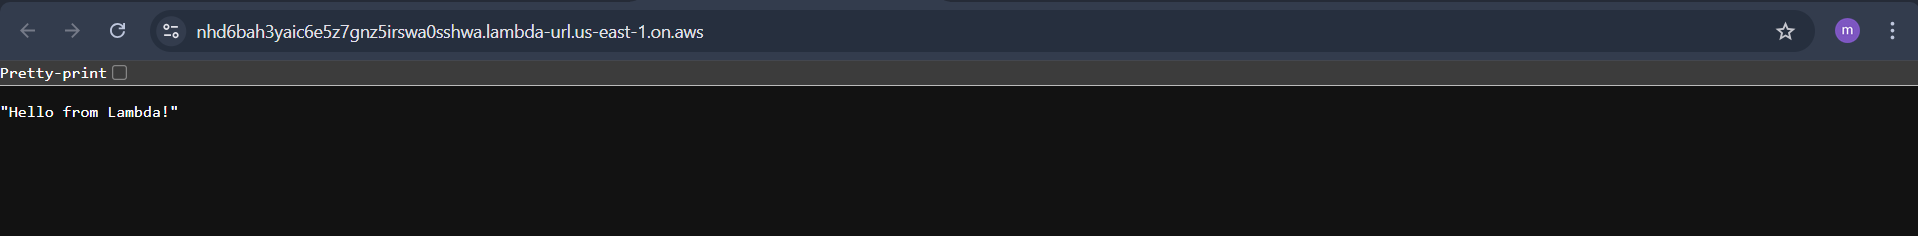 nhd6bah3yaic6e5z7gnz5irswa0sshwa.lambda-url.us-east-1.on.aws
m
Pretty-print
"Hello from Lambda!"